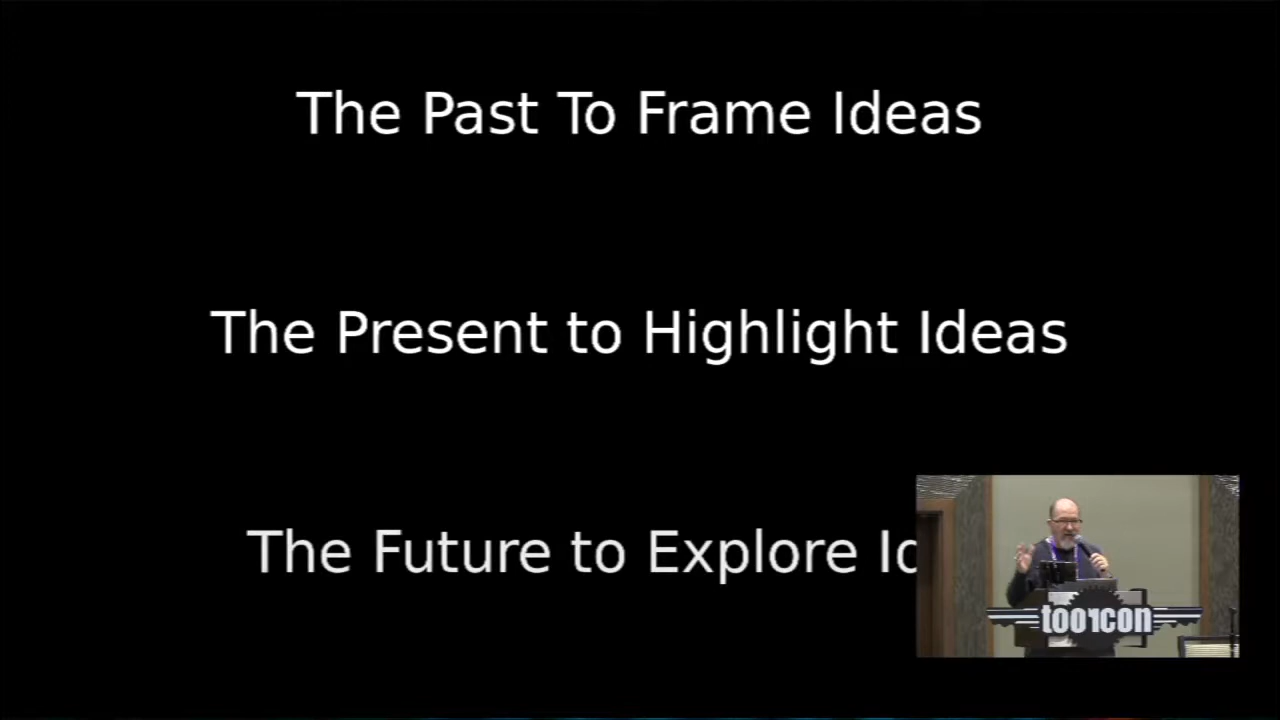 The Past To Frame Ideas
The Present to Highlight Ideas
The Future to Explore
toorcon